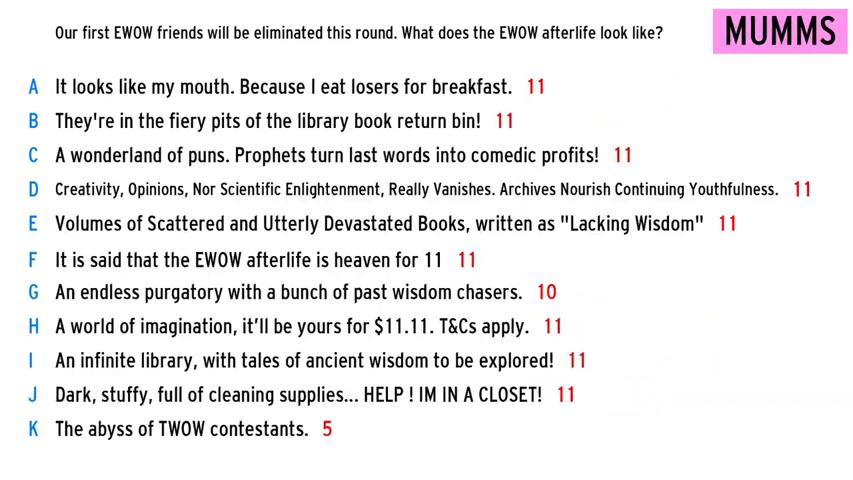 Our first EWOW friends will be eliminated this round. What does the EWOW afterlife look like?
MUMMS
A It looks like my mouth. Because I eat losers for breakfast. 11
B They're in the fiery pits of the library book return bin! 11
C A wonderland of puns. Prophets turn last words into comedic profits! 11
D Creativity, Opinions, Nor Scientific Enlightenment, Really Vanishes. Archives Nourish Continuing Youthfulness. 11
E Volumes of Scattered and Utterly Devastated Books, written as "Lacking Wisdom" 11
F It is said that the EWOW afterlife is heaven for 11 11
G An endless purgatory with a bunch of past wisdom chasers. 10
H A world of imagination, it'll be yours for $11.11. T&Cs apply. 11
I An infinite library, with tales of ancient wisdom to be explored! 11
J Dark, stuffy, full of cleaning supplies... HELP ! IM IN A CLOSET! 11
K The abyss of TWOW contestants. 5